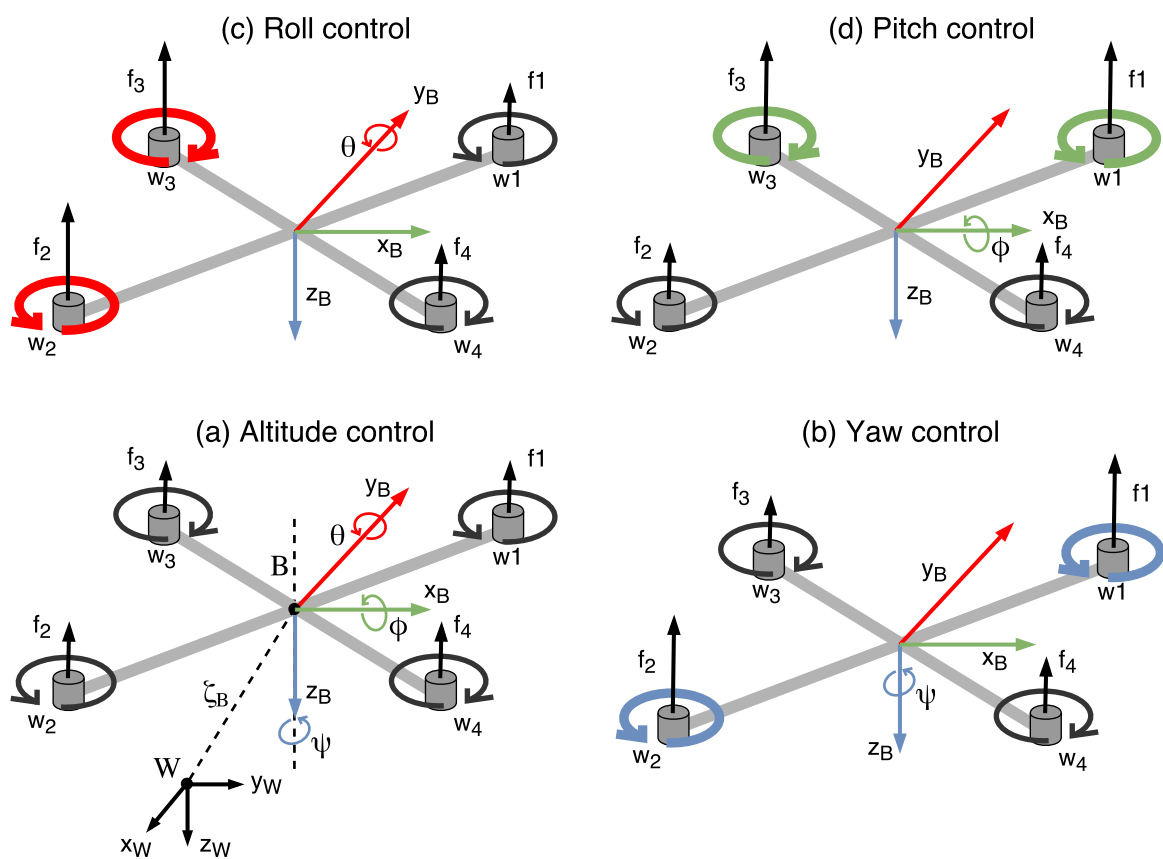 (c) Roll control
f3
f1
yB
θ
w3
w1
f2
xB
f4
zB
w2
w4
(d) Pitch control
f3
f1
yB
w3
w1
xB
f2
f4
ϕ
zB
w2
w4
(a) Altitude control
f3
f1
yB
θ
w3
w1
B
xB
f2
f4
ϕ
zB
w2
ζB
w4
ψ
W
yW
xW
zW
(b) Yaw control
f1
f3
yB
w3
w1
f2
xB
f4
ψ
zB
w2
w4